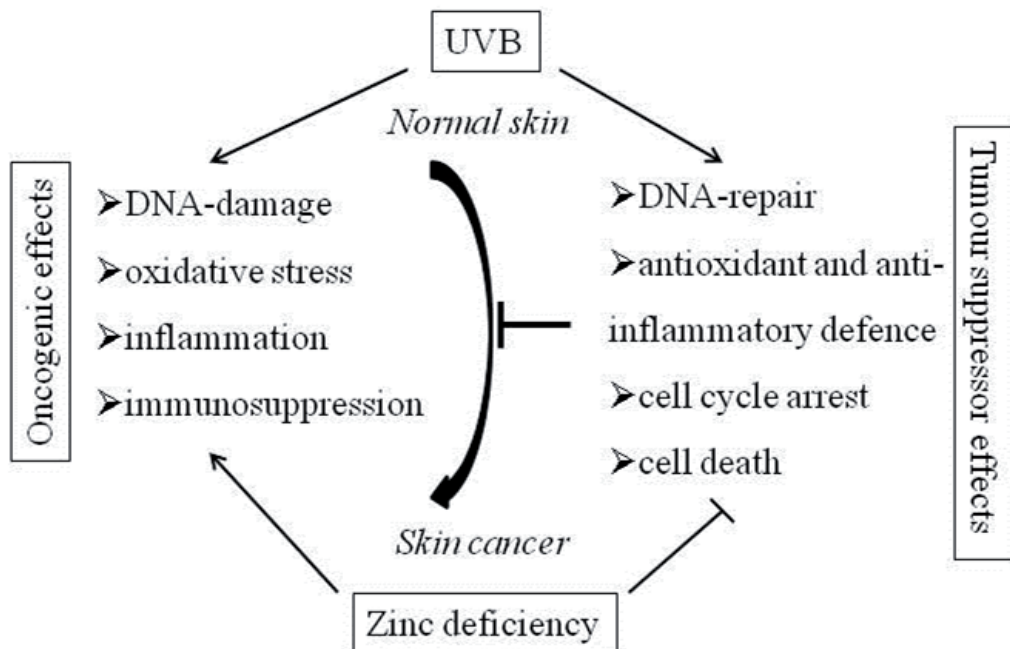 UVB
Normal skin
Oncogenic effects
➢DNA-damage
➢oxidative stress
➢inflammation
➢immunosuppression
➢DNA-repair
➢antioxidant and anti-
inflammatory defence
➢cell cycle arrest
➢cell death
Tumour suppressor effects
Skin cancer
Zinc deficiency